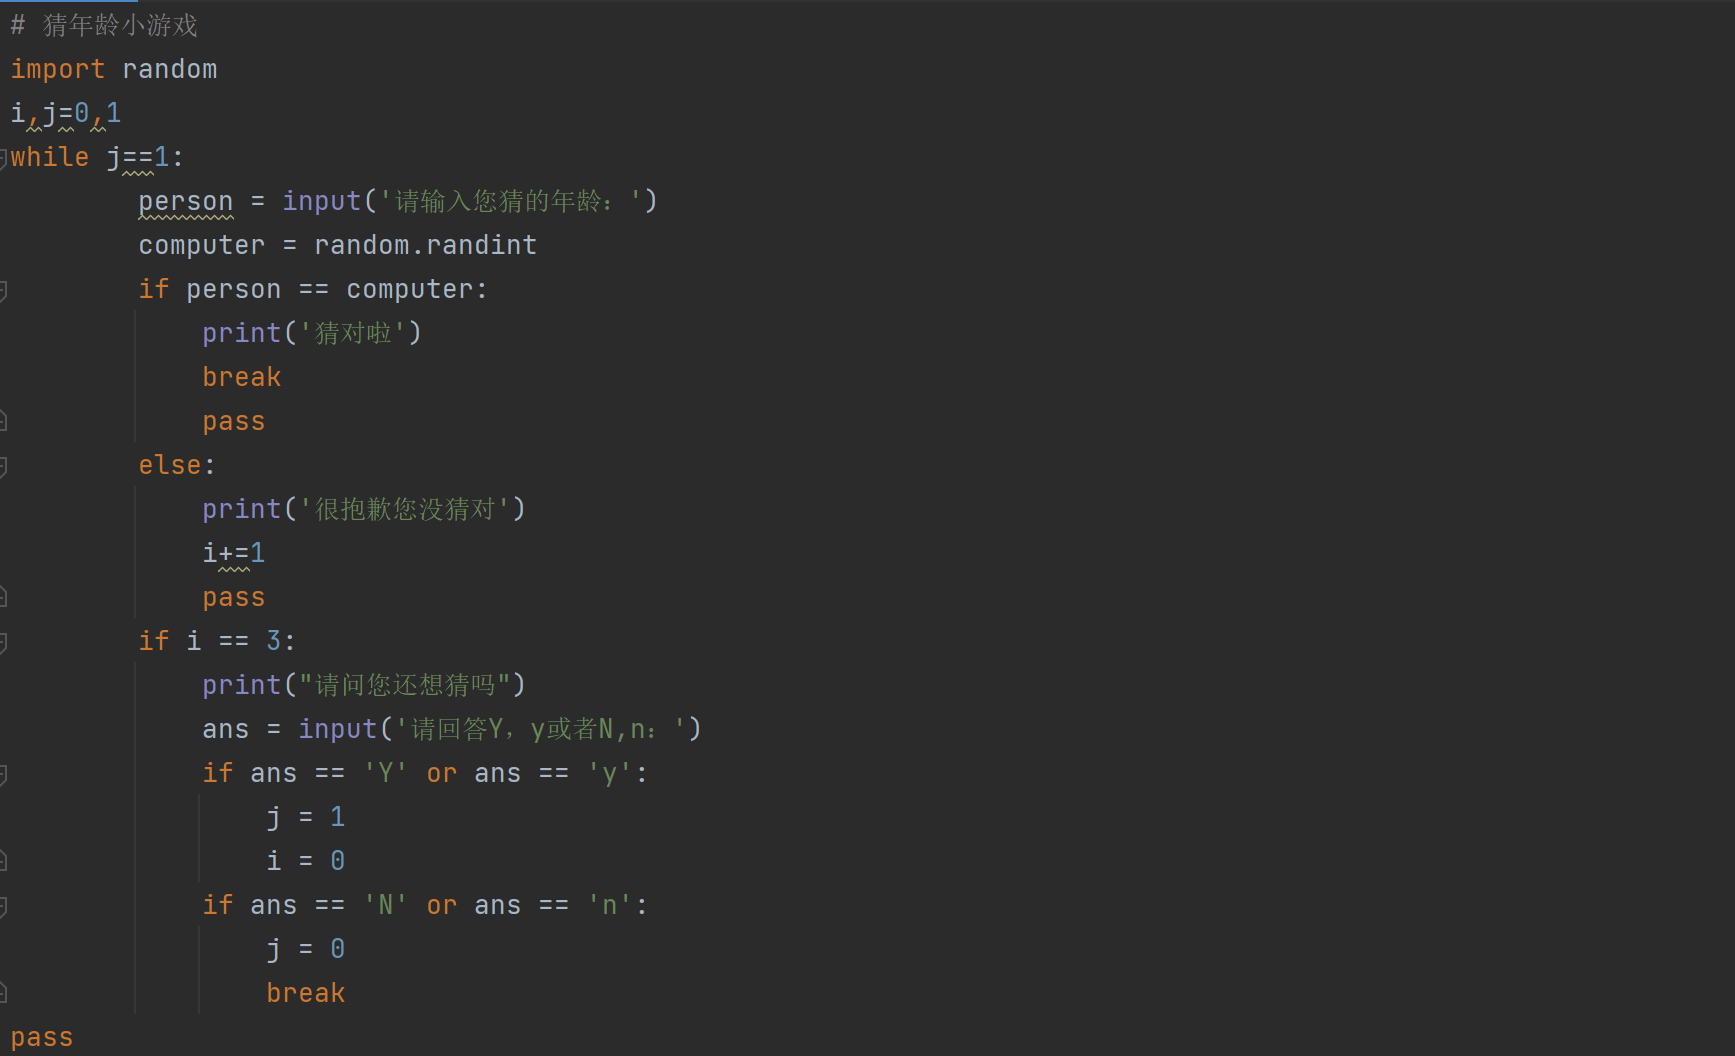 # 猜年龄小游戏
import random
i,j=0,1
while j==1:
        person = input('请输入您猜的年龄：')
        computer = random.randint
        if person == computer:
            print('猜对啦')
            break
            pass
        else:
            print('很抱歉您没猜对')
            i+=1
            pass
        if i == 3:
            print("请问您还想猜吗")
            ans = input('请回答Y，y或者N,n：')
            if ans == 'Y' or ans == 'y':
                j = 1
                i = 0
            if ans == 'N' or ans == 'n':
                j = 0
                break
pass